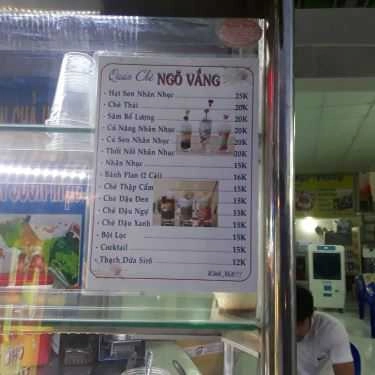 Quán Chè NGÕ VẮNG
- Hạt Sen Nhãn Nhục 25K
- Chè Thái 20K
- Sâm Bổ Lượng 20K
- Củ Năng Nhãn Nhục 20K
- Củ Sen Nhãn Nhục 20K
- Thốt Nốt Nhãn Nhục 20K
- Nhãn Nhục 15K
- Bánh Plan (2 Cái) 16K
- Chè Thập Cẩm 15K
- Chè Đậu Đen 15K
- Chè Đậu Ngự 15K
- Chè Đậu Xanh 15K
- Bột Lọc 15K
- Cocktail 15K
- Thạch Dừa Sirô 12K
Kính Mời!!!